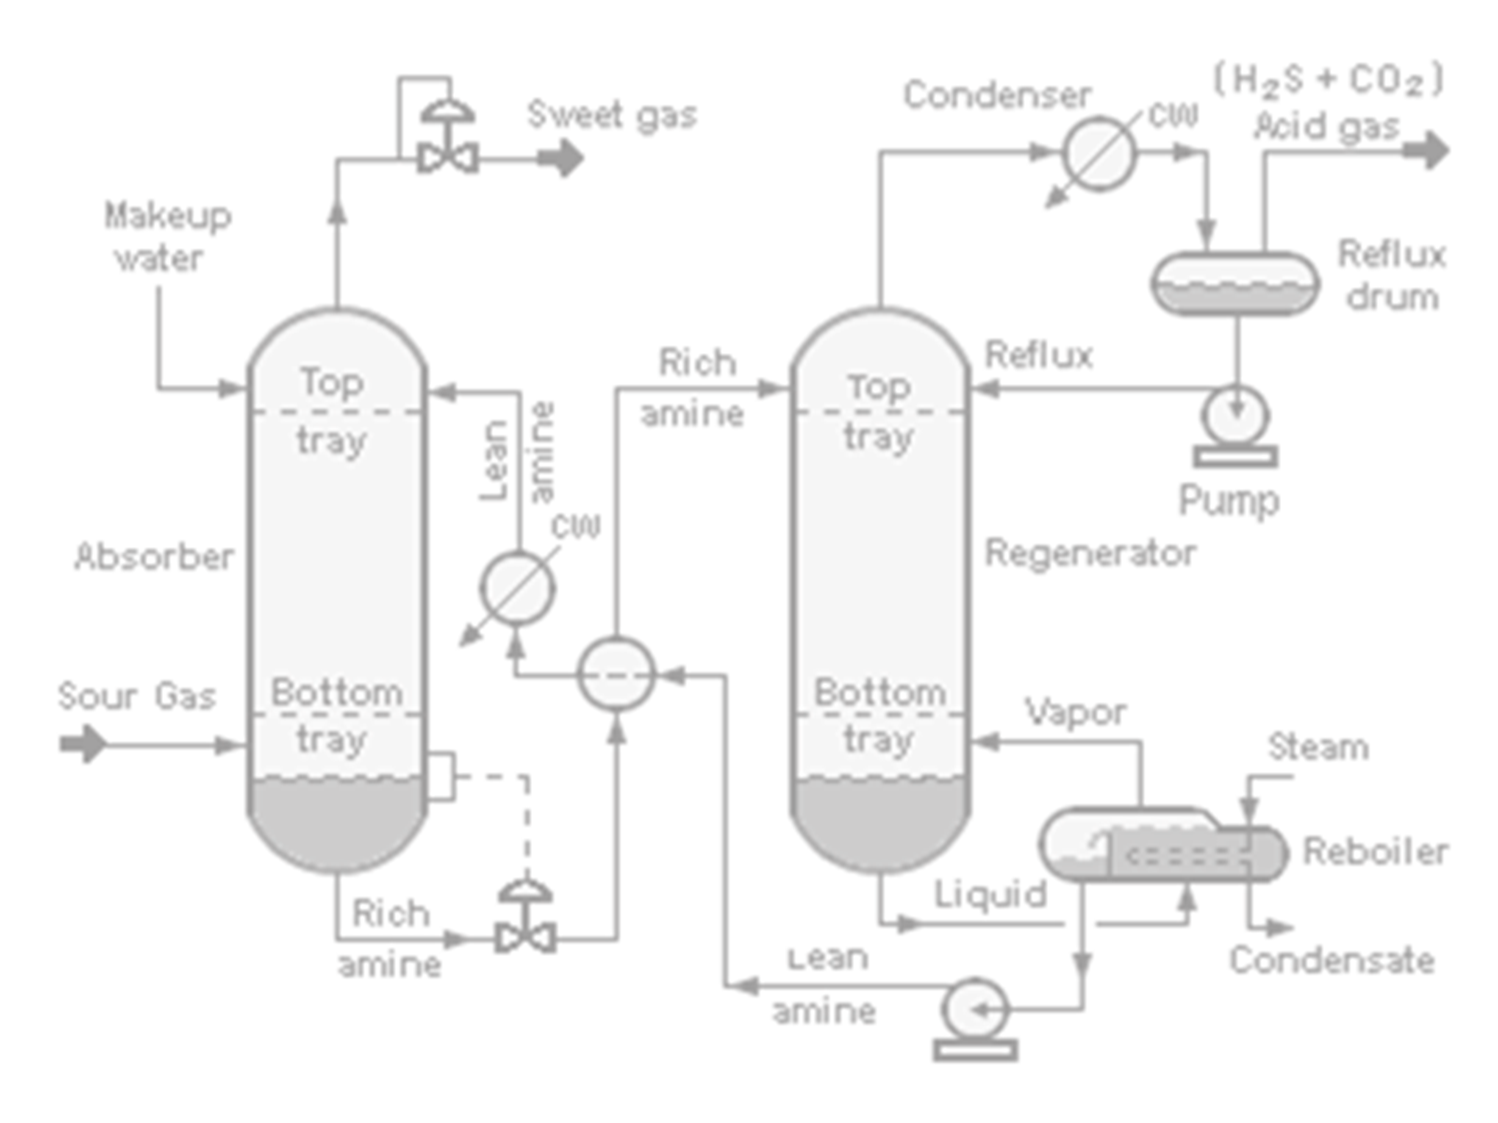 Sweet gas
Condenser
CW
(H₂S + CO₂)
Acid gas
Makeup
water
Reflux
drum
Top
tray
Lean
amine
Rich
amine
Top
tray
Reflux
Pump
CW
Absorber
Regenerator
Sour Gas
Bottom
tray
Bottom
tray
Vapor
Steam
Reboiler
Rich
amine
Liquid
Lean
amine
Condensate